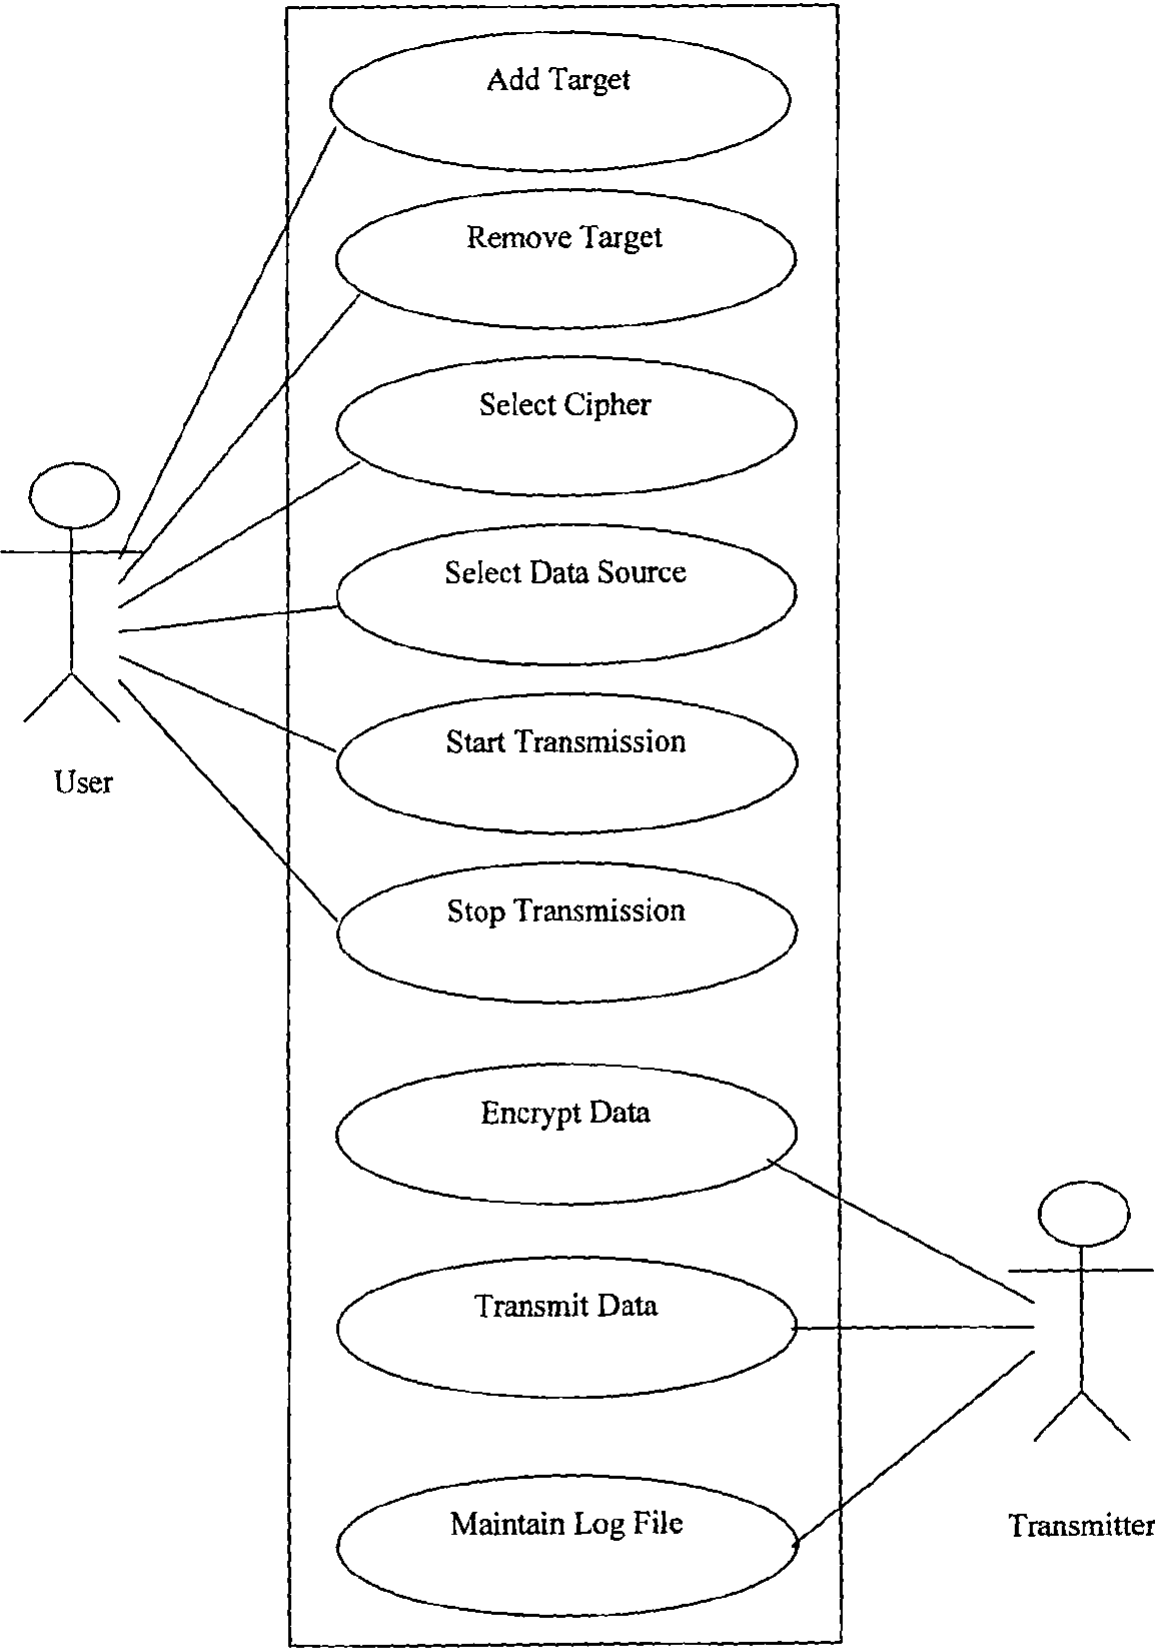 Add Target
Remove Target
Select Cipher
Select Data Source
Start Transmission
User
Stop Transmission
Encrypt Data
Transmit Data
Maintain Log File
Transmitter